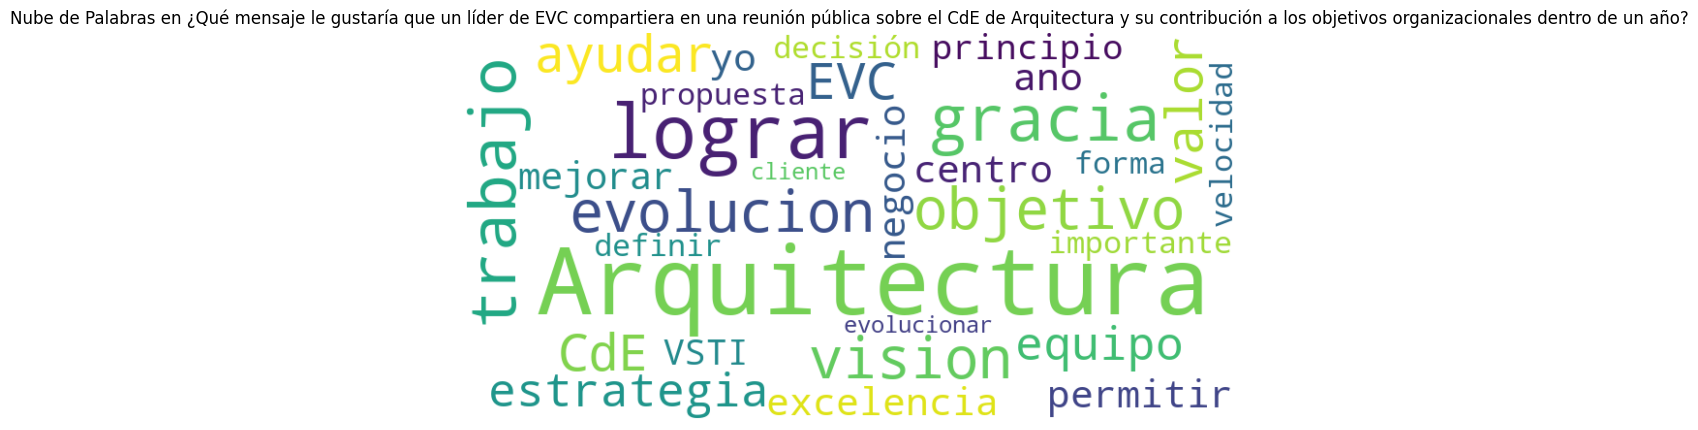 Nube de Palabras en ¿Qué mensaje le gustaría que un líder de EVC compartiera en una reunión pública sobre el CdE de Arquitectura y su contribución a los objetivos organizacionales dentro de un año?
ayudar
yo
decisión
principio
trabajo
propuesta
EVC
ano
valor
velocidad
lograr
negocio
gracia
mejorar
cliente
centro
forma
evolucion
objetivo
definir
importante
Arquitectura
evolucionar
CdE
VSTI
vision
equipo
estrategia
excelencia
permitir